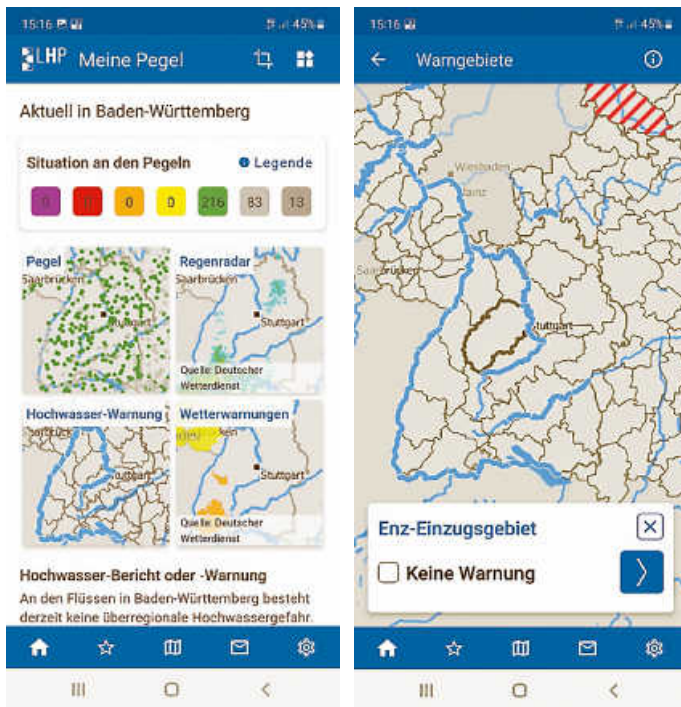 15:16
45%
LHP Meine Pegel
Aktuell in Baden-Württemberg
Situation an den Pegeln
Legende
0
0
0
216
83
13
Pegel
Saarbrücken
Stuttgart
Regenradar
Saarbrücken
Stuttgart
Quelle: Deutscher
Wetterdienst
Hochwasser-Warnung
Stuttgart
Wetterwarnungen
Stuttgart
Quelle: Deutscher
Wetterdienst
Hochwasser-Bericht oder -Warnung
An den Flüssen in Baden-Württemberg besteht
derzeit keine überregionale Hochwassergefahr.
15:16
45%
Warngebiete
Wiesbaden
Mainz
Saarbrücken
Stuttgart
Enz-Einzugsgebiet
Keine Warnung